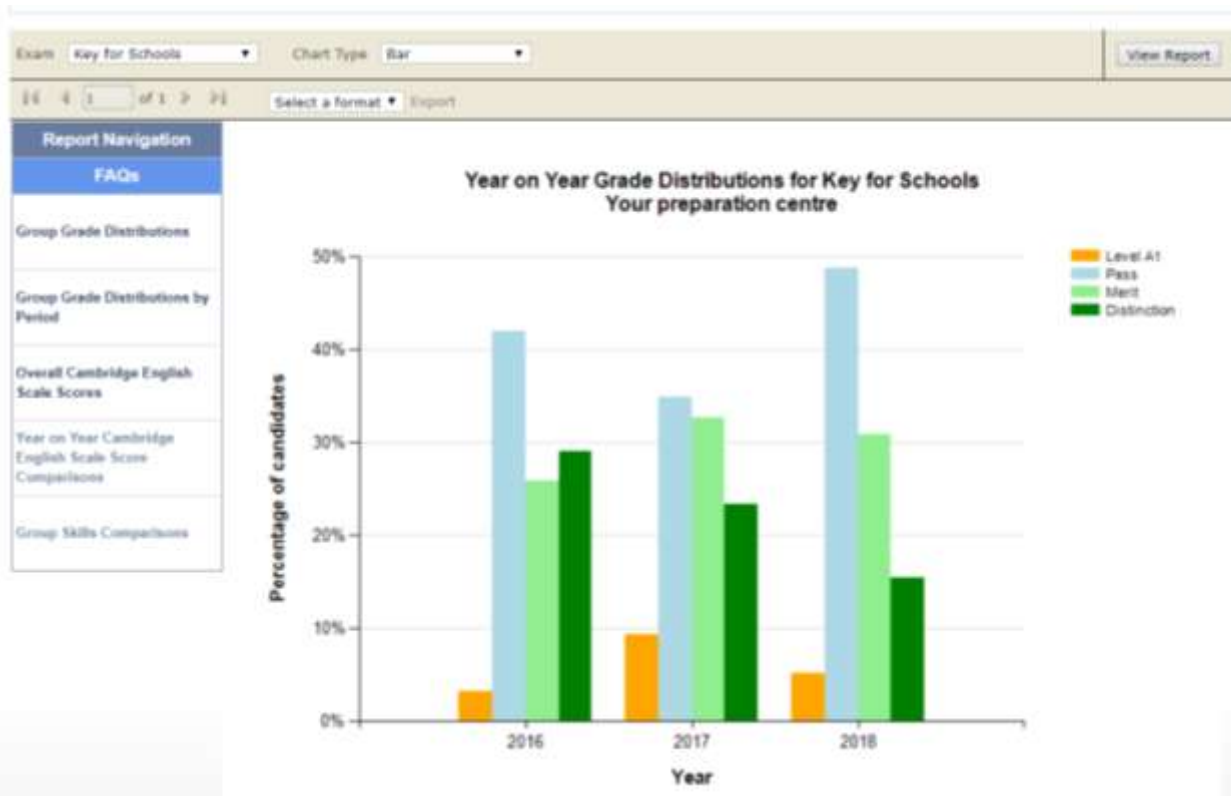 Exam Key for Schools Chart Type Bar View Report
1 of 1 Select a format Export
Report Navigation
FAQs
Group Grade Distributions
Group Grade Distributions by
Period
Overall Cambridge English
Scale Scores
Year on Year Cambridge
English Scale Score
Comparisons
Group Skills Comparisons
Year on Year Grade Distributions for Key for Schools
Your preparation centre
Level A1
Pass
Merit
Distinction
Percentage of candidates
50%
40%
30%
20%
10%
0%
2016 2017 2018
Year